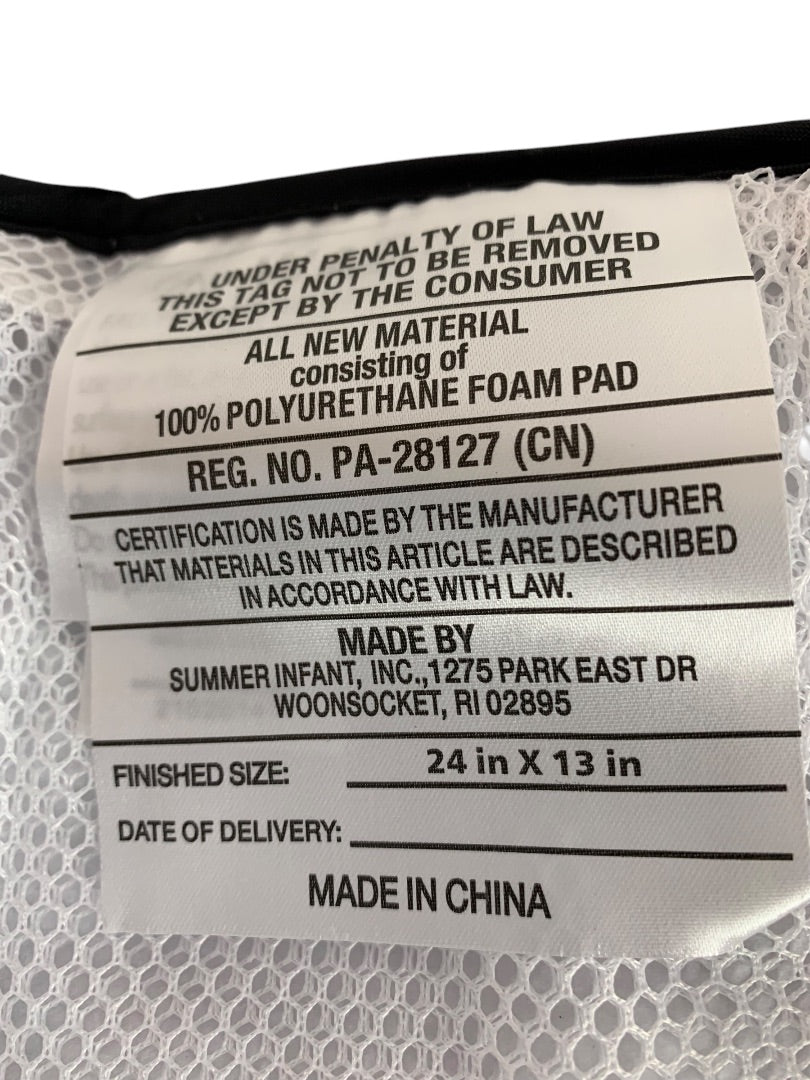 UNDER PENALTY OF LAW
THIS TAG NOT TO BE REMOVED
EXCEPT BY THE CONSUMER
ALL NEW MATERIAL
consisting of
100% POLYURETHANE FOAM PAD
REG. NO. PA-28127 (CN)
CERTIFICATION IS MADE BY THE MANUFACTURER
THAT MATERIALS IN THIS ARTICLE ARE DESCRIBED
IN ACCORDANCE WITH LAW.
MADE BY
SUMMER INFANT, INC.,1275 PARK EAST DR
WOONSOCKET, RI 02895
FINISHED SIZE: 24 in X 13 in
DATE OF DELIVERY:
MADE IN CHINA